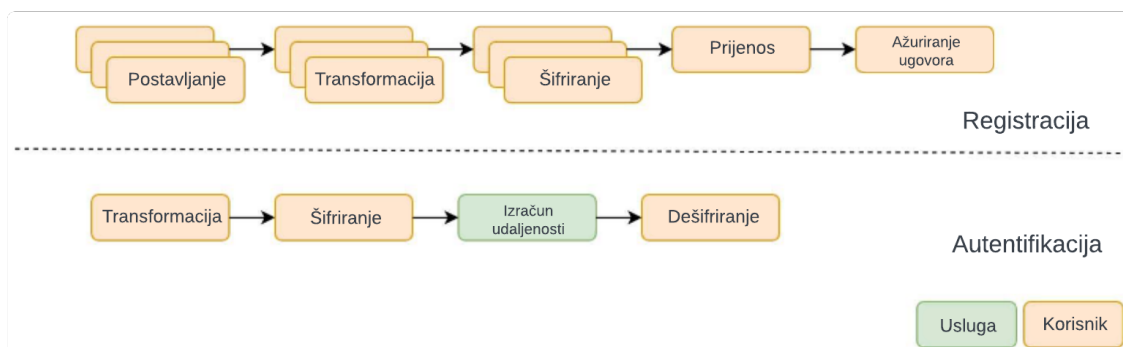 Postavljanje
Transformacija
Šifriranje
Prijenos
Ažuriranje
ugovora
Registracija
Transformacija
Šifriranje
Izračun
udaljenosti
Dešifriranje
Autentifikacija
Usluga
Korisnik